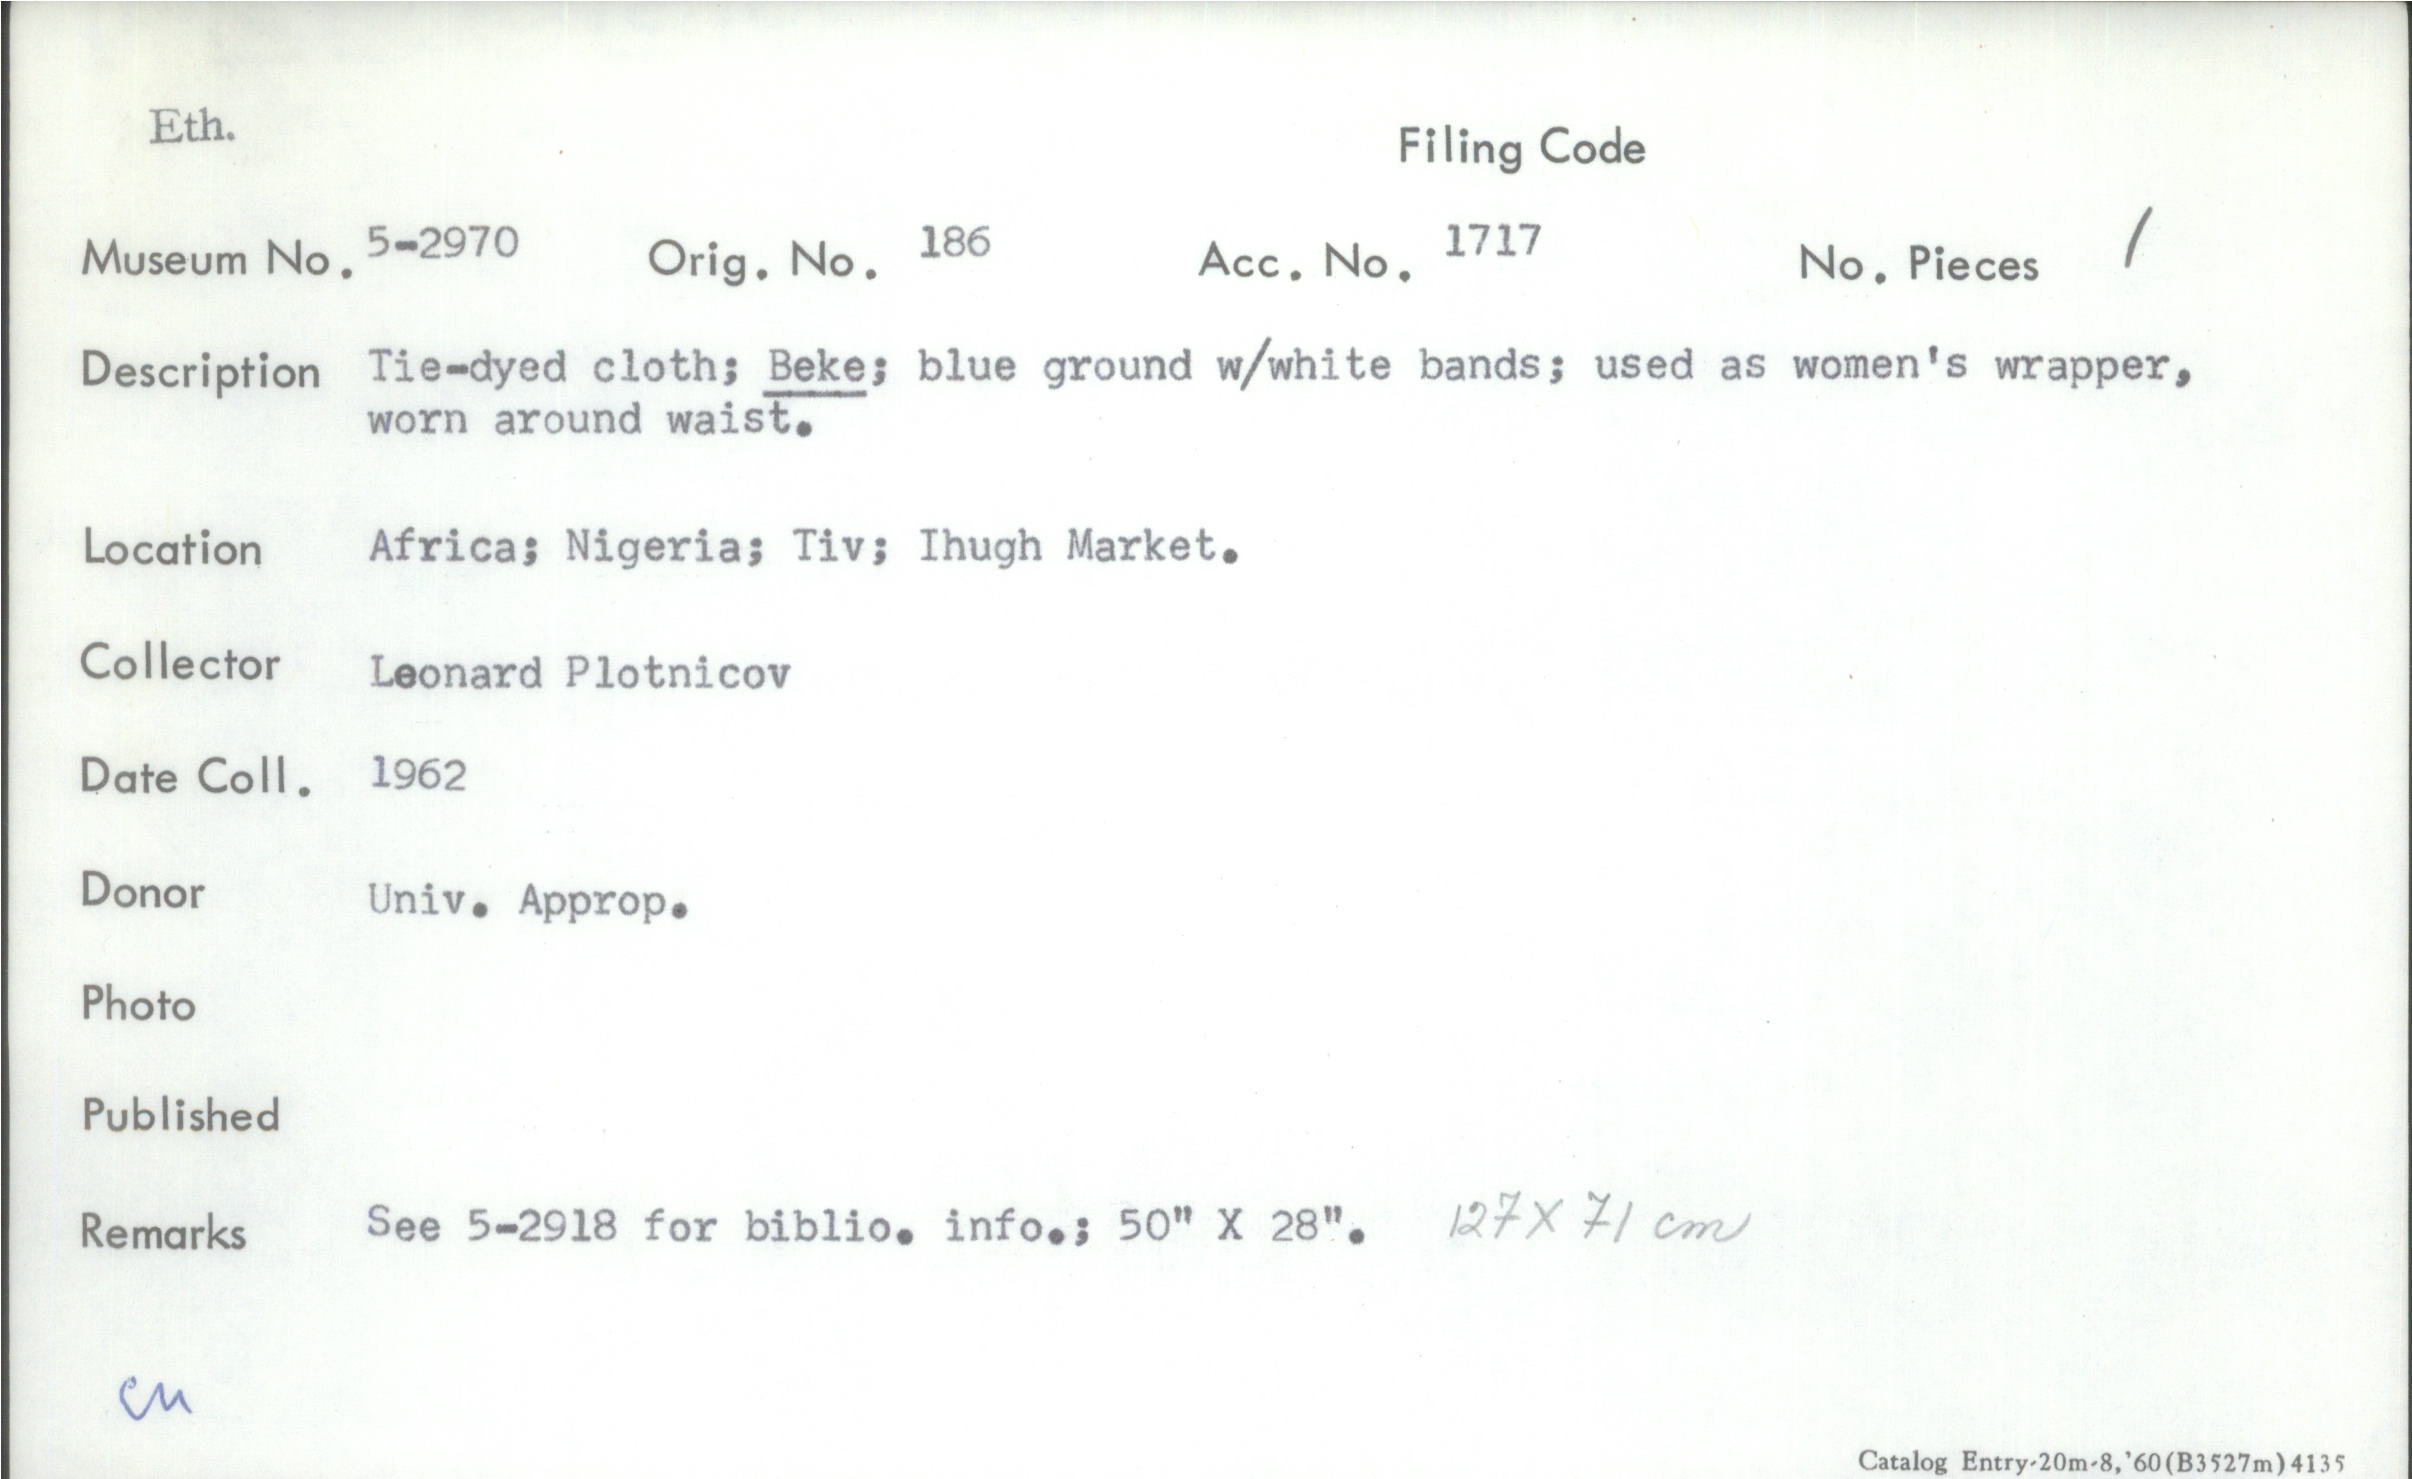 Eth.
Filing Code
Museum No. 5-2970 Orig. No. 186 Acc. No. 1717 No. Pieces 1
Description Tie-dyed cloth; Beke; blue ground w/white bands; used as women's wrapper,
worn around waist.
Location Africa; Nigeria; Tiv; Ihugh Market.
Collector Leonard Plotnicov
Date Coll. 1962
Donor Univ. Approp.
Photo
Published
Remarks See 5-2918 for biblio. info.; 50" X 28". 127 X 71 cm
Catalog Entry-20m-8,'60(B3527m)4135